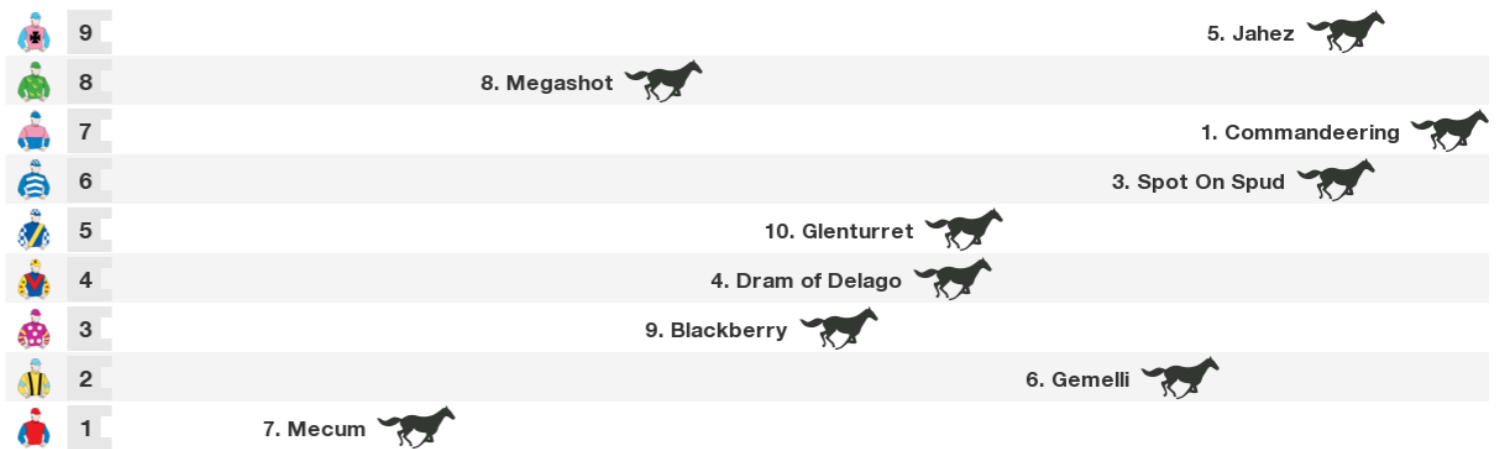 9 5. Jahez
8 8. Megashot
7 1. Commandeering
6 3. Spot On Spud
5 10. Glenturret
4 4. Dram of Delago
3 9. Blackberry
2 6. Gemelli
1 7. Mecum